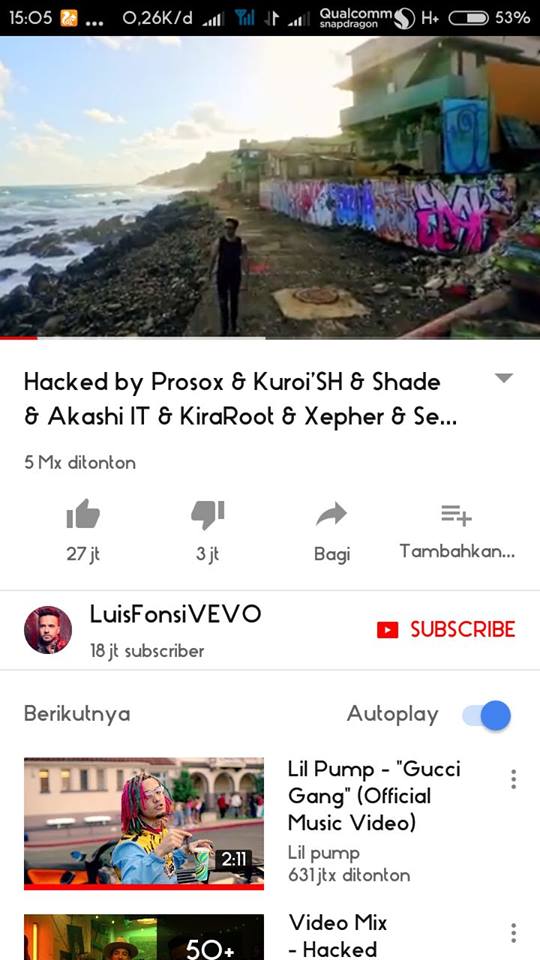 15:05 ... 0,26K/d Qualcomm snapdragon H+ 53%
Hacked by Prosox & Kuroi'SH & Shade
& Akashi IT & KiraRoot & Xepher & Se...
5 Mx ditonton
27 jt
3 jt
Bagi
Tambahkan...
LuisFonsiVEVO
18 jt subscriber
SUBSCRIBE
Berikutnya
Autoplay
Lil Pump - "Gucci
Gang" (Official
Music Video)
Lil pump
631 jtx ditonton
2:11
Video Mix
- Hacked
50+